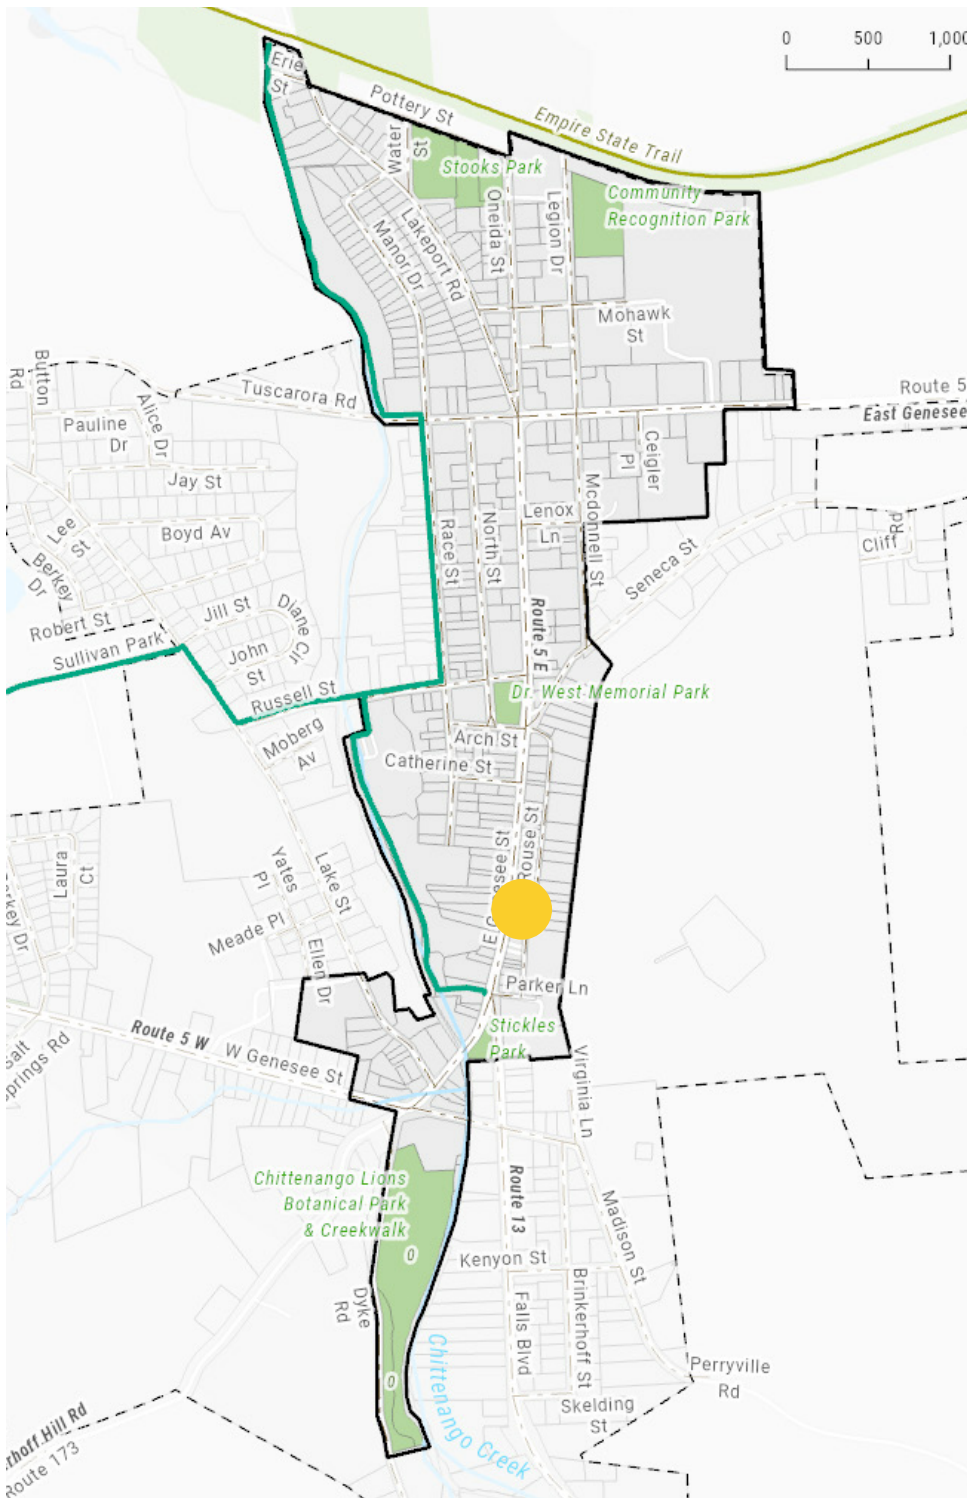 0 500 1,000
Erie
St
Pottery St
Empire State Trail
Water
St
Stooks Park
Community
Recognition Park
Oneida St
Legion Dr
Lakeport Rd
Manor Dr
Mohawk
St
Button
Rd
Tuscarora Rd
Route 5
East Genesee
Alice Dr
Pauline
Dr
Ceigler
Pl
Jay St
Mcdonnell St
Lenox
Ln
Lee
St
Boyd Av
Race St
North St
Cliff
Rd
Seneca St
Berkey
Dr
Jill St
Diane Cir
Robert St
John
St
Route 5 E
Sullivan Park
Russell St
Dr. West Memorial Park
Moberg
Av
Arch St
Catherine St
Laura
Ct
Lake St
Yates
Pl
Meade Pl
Ellen Dr
Parker Ln
Stickles
Park
Route 5 W
W Genesee St
Salt
Springs Rd
Virginia Ln
Chittenango Lions
Botanical Park
& Creekwalk
0
Route 13
Madison St
Kenyon St
Dyke
Rd
Falls Blvd
Brinkerhoff St
0
Perryville
Rd
Skelding
St
Chittenango Creek
rhoff Hill Rd
Route 173